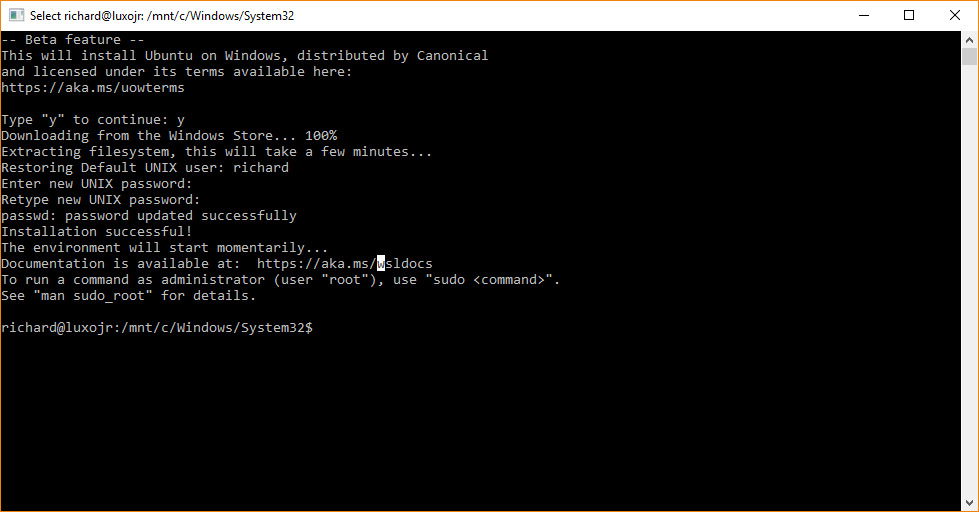 Select richard@luxojr: /mnt/c/Windows/System32
-- Beta feature --
This will install Ubuntu on Windows, distributed by Canonical
and licensed under its terms available here:
https://aka.ms/uowterms
Type "y" to continue: y
Downloading from the Windows Store... 100%
Extracting filesystem, this will take a few minutes...
Restoring Default UNIX user: richard
Enter new UNIX password:
Retype new UNIX password:
passwd: password updated successfully
Installation successful!
The environment will start momentarily...
Documentation is available at:  https://aka.ms/wsldocs
To run a command as administrator (user "root"), use "sudo <command>".
See "man sudo_root" for details.
richard@luxojr:/mnt/c/Windows/System32$